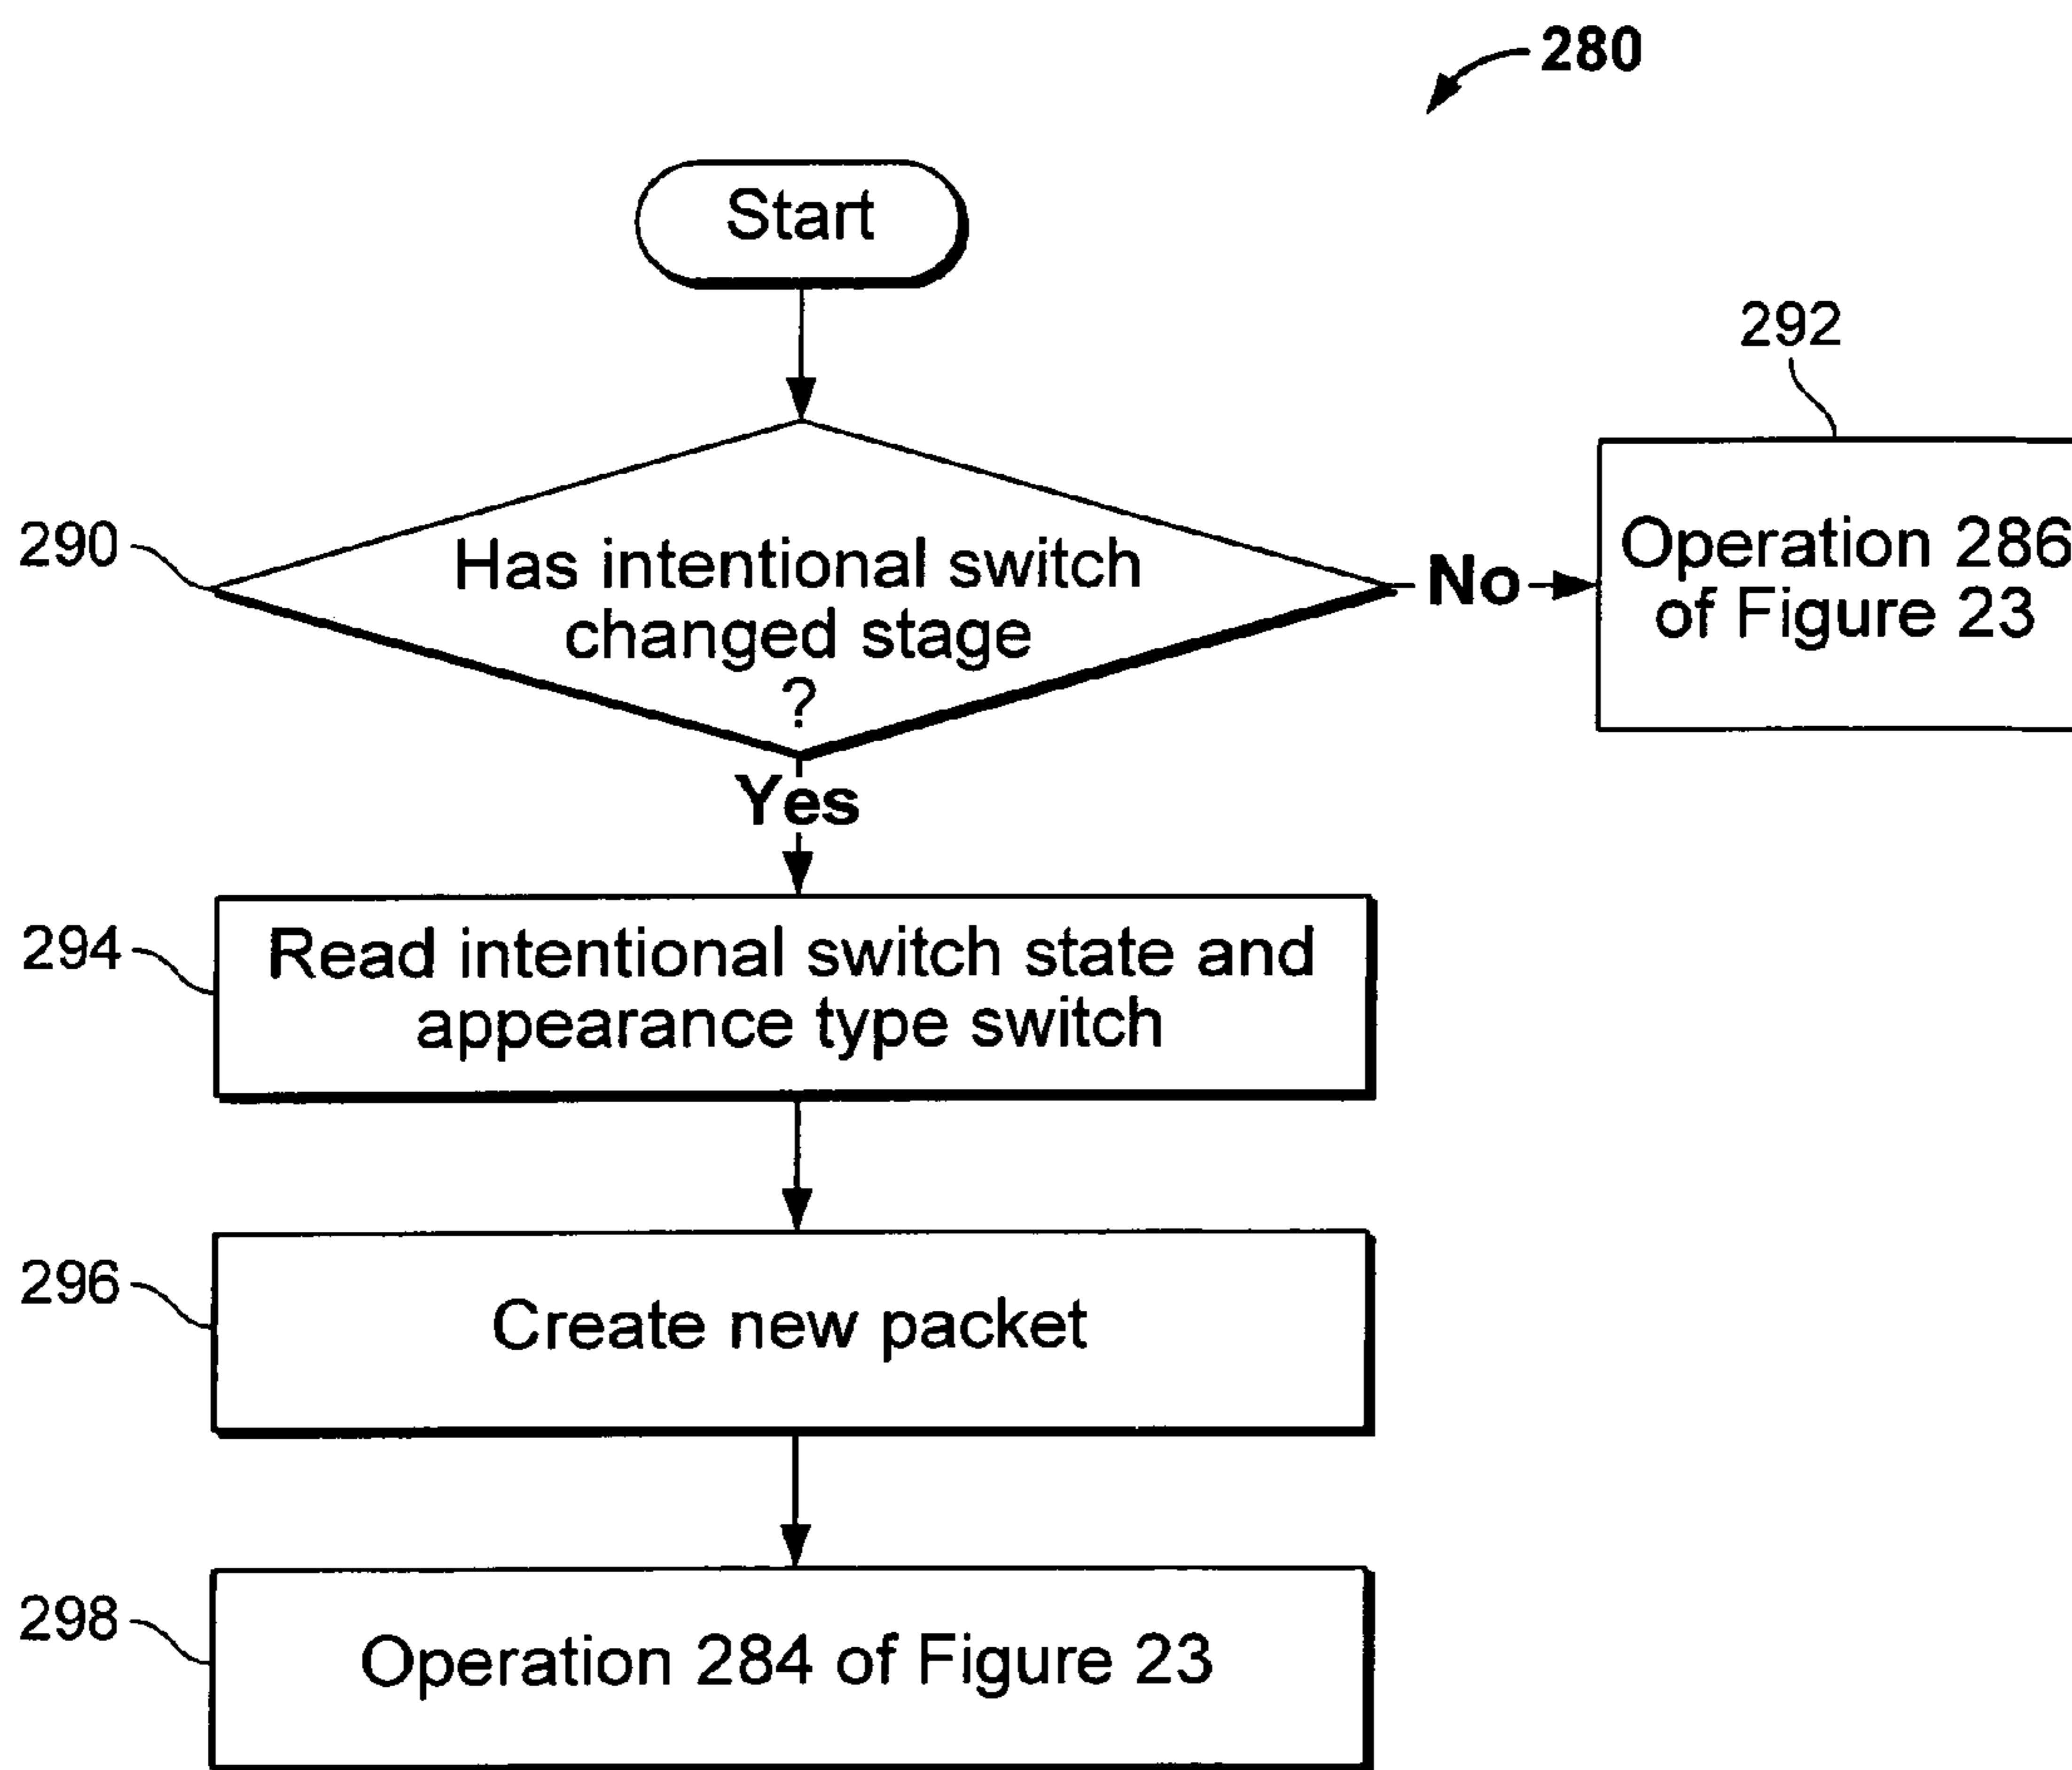 280
Start
292
290
Has intentional switch
changed stage
?
No
Operation 286
of Figure 23
Yes
294
Read intentional switch state and
appearance type switch
296
Create new packet
298
Operation 284 of Figure 23